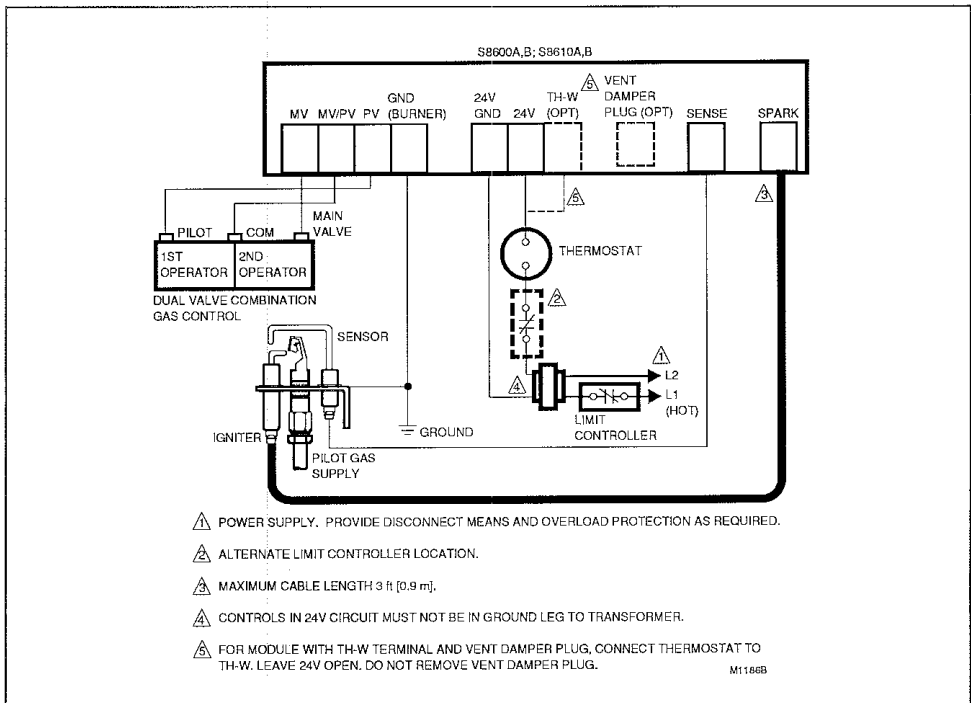 S8600A,B; S8610A,B
MV MV/PV PV GND (BURNER)
24V GND
24V
TH-W (OPT)
5
VENT DAMPER PLUG (OPT)
SENSE
SPARK
3
5
PILOT
COM
MAIN VALVE
1ST OPERATOR
2ND OPERATOR
DUAL VALVE COMBINATION
GAS CONTROL
THERMOSTAT
2
SENSOR
1
L2
4
L1
(HOT)
LIMIT
CONTROLLER
GROUND
IGNITER
PILOT GAS
SUPPLY
1 POWER SUPPLY. PROVIDE DISCONNECT MEANS AND OVERLOAD PROTECTION AS REQUIRED.
2 ALTERNATE LIMIT CONTROLLER LOCATION.
3 MAXIMUM CABLE LENGTH 3 ft [0.9 m].
4 CONTROLS IN 24V CIRCUIT MUST NOT BE IN GROUND LEG TO TRANSFORMER.
5 FOR MODULE WITH TH-W TERMINAL AND VENT DAMPER PLUG, CONNECT THERMOSTAT TO
TH-W. LEAVE 24V OPEN. DO NOT REMOVE VENT DAMPER PLUG.
M1186B